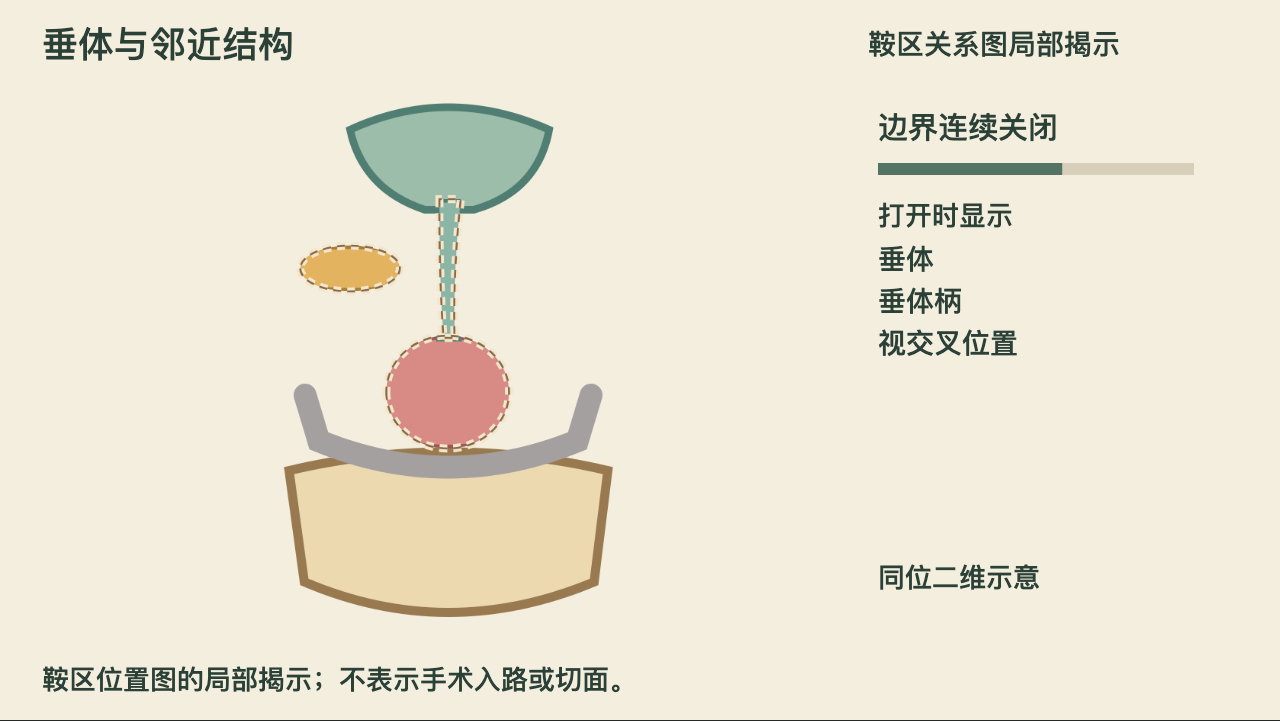 垂体与邻近结构
鞍区关系图局部揭示
边界连续关闭
打开时显示
垂体
垂体柄
视交叉位置
同位二维示意
鞍区位置图的局部揭示；不表示手术入路或切面。